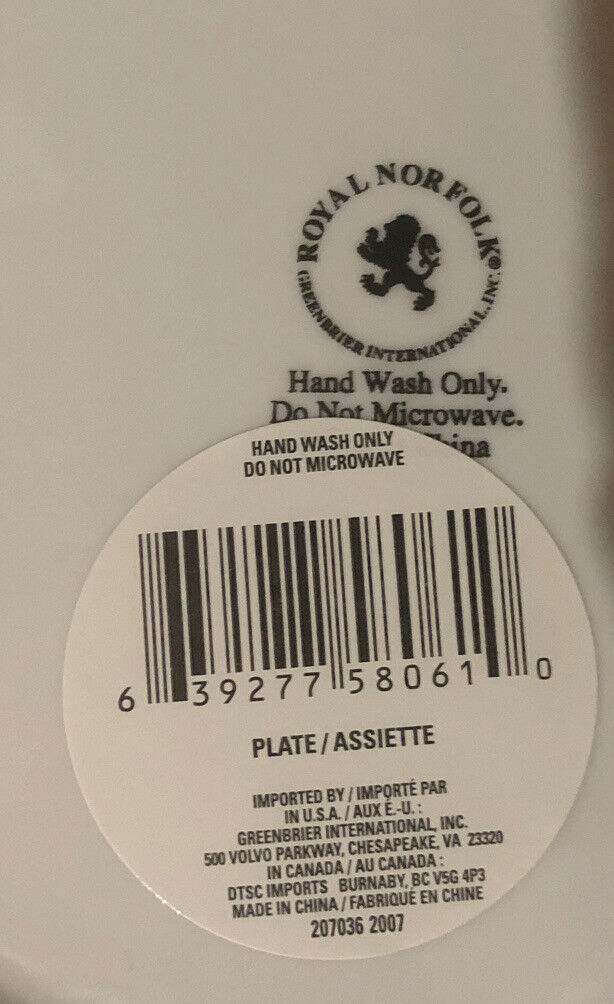 ROYAL NORFOLK®
GREENBRIER INTERNATIONAL, INC.
Hand Wash Only.
Do Not Microwave.
HAND WASH ONLY
DO NOT MICROWAVE
6 39277 58061 0
PLATE / ASSIETTE
IMPORTED BY / IMPORTÉ PAR
IN U.S.A. / AUX É.-U. :
GREENBRIER INTERNATIONAL, INC.
500 VOLVO PARKWAY, CHESAPEAKE, VA 23320
IN CANADA / AU CANADA :
DTSC IMPORTS BURNABY, BC V5G 4P3
MADE IN CHINA / FABRIQUÉ EN CHINE
207036 2007